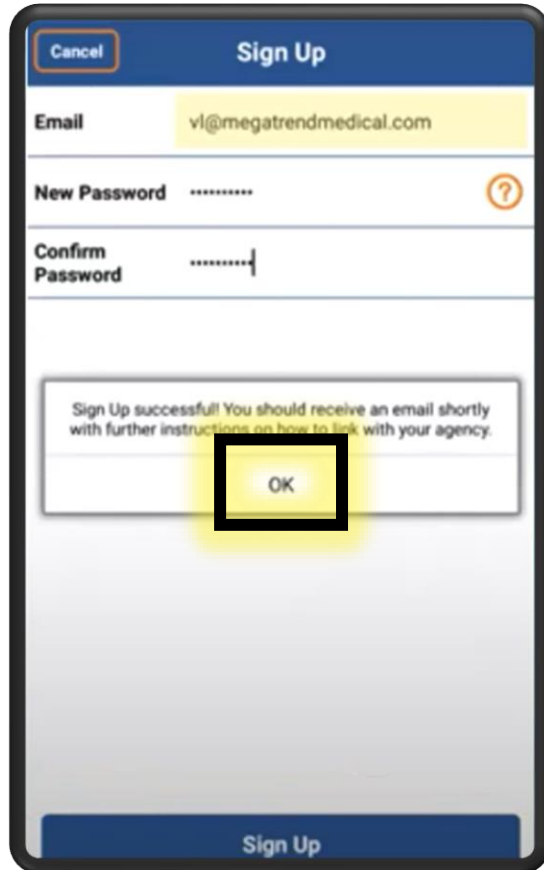 Cancel
Sign Up
Email
vl@megatrendmedical.com
New Password ••••••••••
?
Confirm
Password
••••••••••
Sign Up successful! You should receive an email shortly
with further instructions on how to link with your agency.
OK
Sign Up